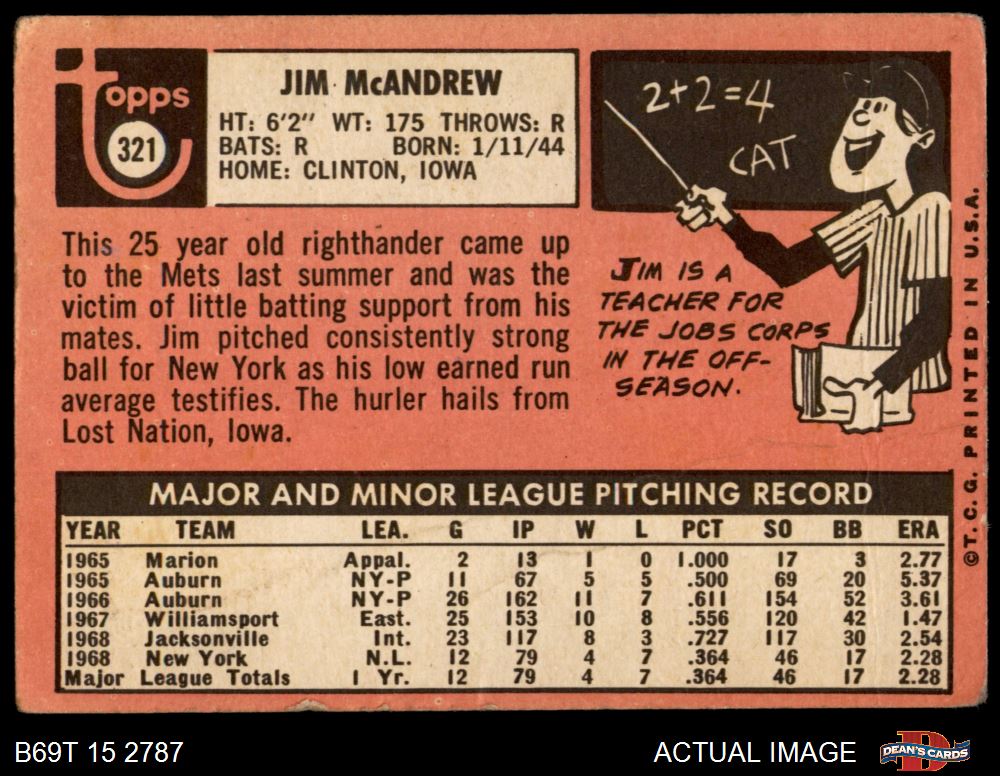 Topps
321
JIM McANDREW
HT: 6'2" WT: 175 THROWS: R
BATS: R BORN: 1/11/44
HOME: CLINTON, IOWA
This 25 year old righthander came up
to the Mets last summer and was the
victim of little batting support from his
mates. Jim pitched consistently strong
ball for New York as his low earned run
average testifies. The hurler hails from
Lost Nation, Iowa.
2+2=4
CAT
JIM IS A
TEACHER FOR
THE JOBS CORPS
IN THE OFF-
SEASON.
©T. C. G. PRINTED IN U.S.A.
MAJOR AND MINOR LEAGUE PITCHING RECORD
YEAR TEAM LEA. G IP W L PCT SO BB ERA
1965 Marion Appal. 2 13 1 0 1.000 17 3 2.77
1965 Auburn NY-P 11 67 5 5 .500 69 20 5.37
1966 Auburn NY-P 26 162 11 7 .611 154 52 3.61
1967 Williamsport East. 25 153 10 8 .556 120 42 1.47
1968 Jacksonville Int. 23 117 8 3 .727 117 30 2.54
1968 New York N.L. 12 79 4 7 .364 46 17 2.28
Major League Totals 1 Yr. 12 79 4 7 .364 46 17 2.28
B69T 15 2787
ACTUAL IMAGE
DEAN'S CARDS